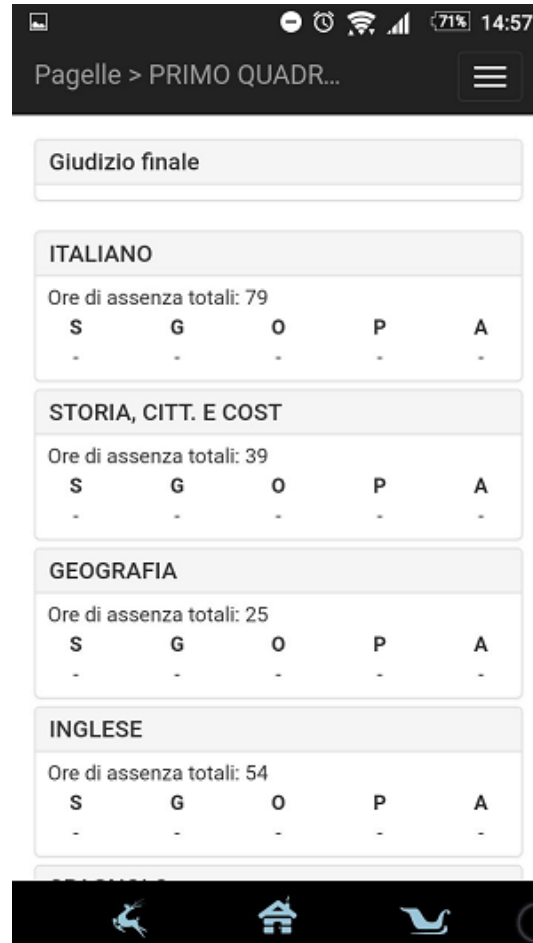 71% 14:57
Pagelle > PRIMO QUADR...
Giudizio finale
ITALIANO
Ore di assenza totali: 79
S G O P A
- - - - -
STORIA, CITT. E COST
Ore di assenza totali: 39
S G O P A
- - - - -
GEOGRAFIA
Ore di assenza totali: 25
S G O P A
- - - - -
INGLESE
Ore di assenza totali: 54
S G O P A
- - - - -